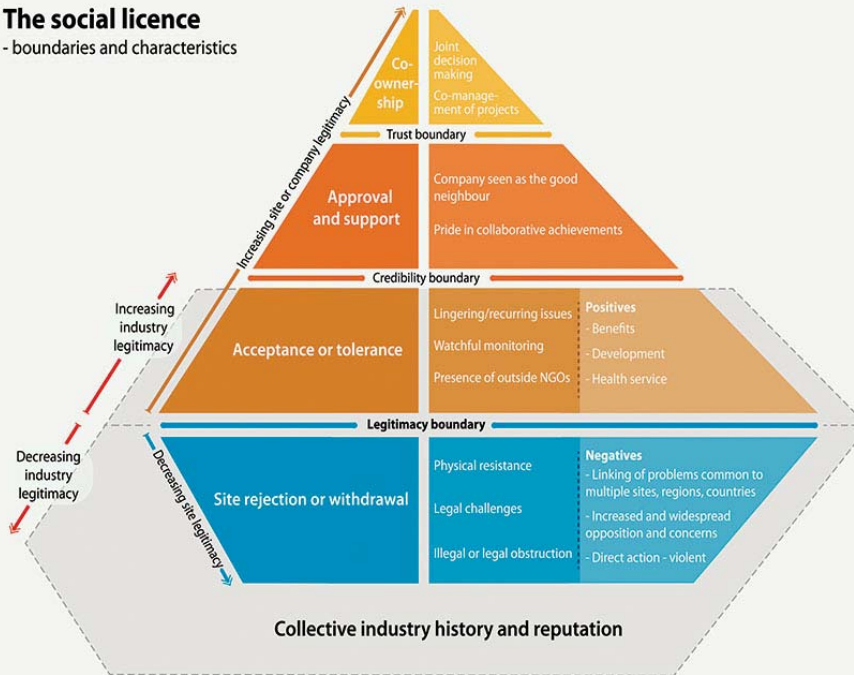 The social licence
- boundaries and characteristics
Co-
owner-
ship
Joint
decision
making
Co-manage-
ment of projects
Trust boundary
Increasing site or company legitimacy
Approval
and support
Company seen as the good
neighbour
Pride in collaborative achievements
Credibility boundary
Increasing
industry
legitimacy
Acceptance or tolerance
Lingering/recurring issues
Watchful monitoring
Presence of outside NGOs
Positives
- Benefits
- Development
- Health service
Legitimacy boundary
Decreasing
industry
legitimacy
Decreasing site legitimacy
Site rejection or withdrawal
Physical resistance
Legal challenges
Illegal or legal obstruction
Negatives
- Linking of problems common to
multiple sites, regions, countries
- Increased and widespread
opposition and concerns
- Direct action - violent
Collective industry history and reputation